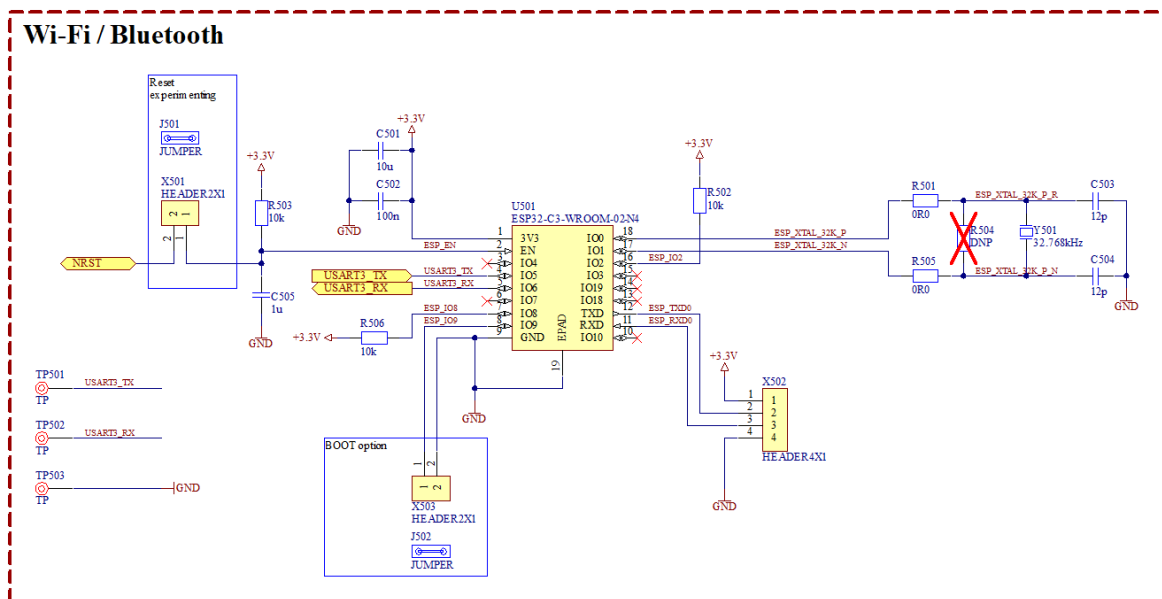 Wi-Fi / Bluetooth
Reset
experimenting
J501
JUMPER
X501
HEADER2X1
2 1
2
1
NRST
+3.3V
R503
10k
C505
1u
GND
+3.3V
C501
10u
C502
100n
GND
ESP_EN
USART3_TX
USART3_RX
USART3_TX
USART3_RX
ESP_IO8
ESP_IO9
+3.3V
R506
10k
U501
ESP32-C3-WROOM-02-N4
1 3V3 IO0 18
2 EN IO1 17
3 IO4 IO2 16
4 IO5 IO3 15
5 IO6 IO19 14
6 IO7 IO18 13
7 IO8 TXD 12
8 IO9 RXD 11
9 GND IO10 10
EPAD
19
GND
+3.3V
R502
10k
ESP_XTAL_32K_P
ESP_XTAL_32K_N
ESP_IO2
ESP_TXD0
ESP_RXD0
R501
0R0
R505
0R0
ESP_XTAL_32K_P_R
R504
DNP
Y501
32.768kHz
ESP_XTAL_32K_P_N
C503
12p
C504
12p
GND
+3.3V
X502
1 1
2 2
3 3
4 4
HEADER4X1
GND
TP501
USART3_TX
TP
TP502
USART3_RX
TP
TP503
GND
TP
BOOT option
1 2
1 2
X503
HEADER2X1
J502
JUMPER